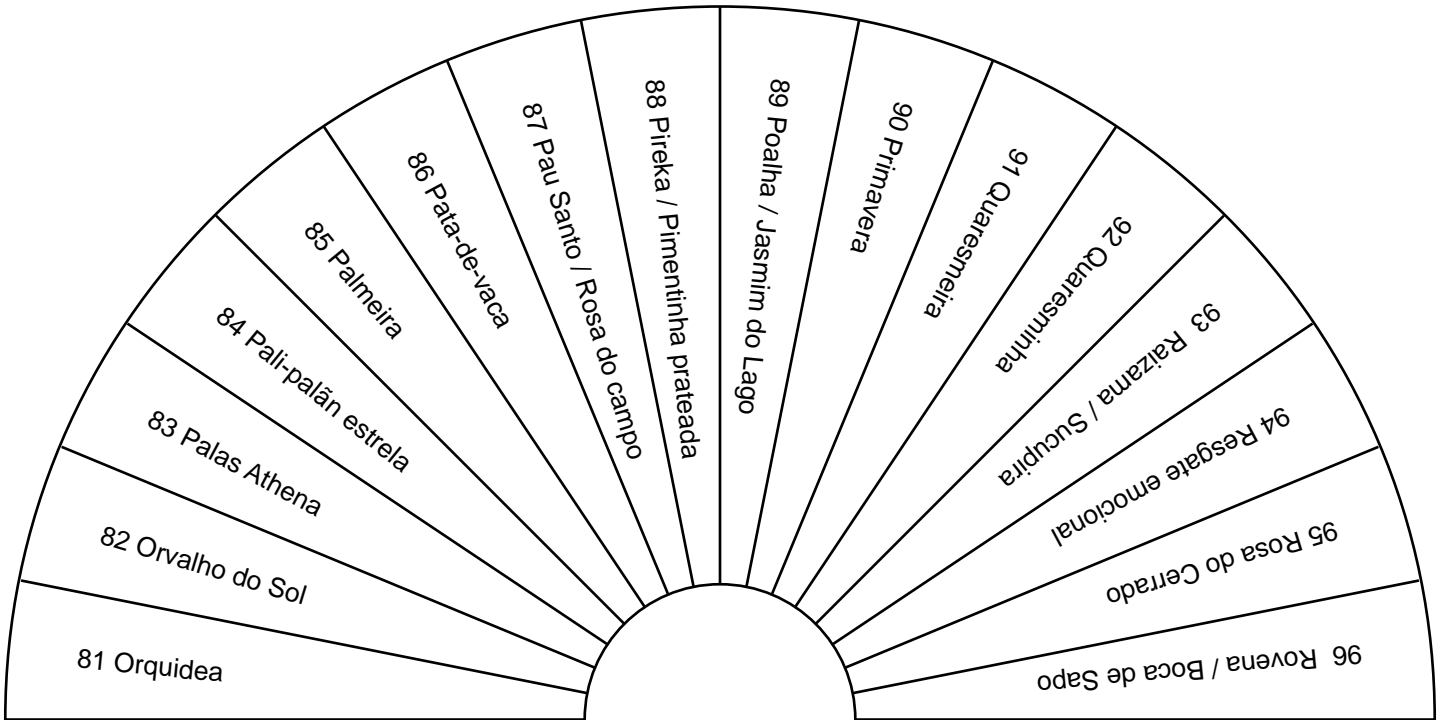 81 Orquidea
82 Orvalho do Sol
83 Palas Athena
84 Pali-palãn estrela
85 Palmeira
86 Pata-de-vaca
87 Pau Santo / Rosa do campo
88 Pireka / Pimentinha prateada
89 Poalha / Jasmim do Lago
90 Primavera
91 Quaresmeira
92 Quaresminha
93 Raizama / Sucupira
94 Resgate emocional
95 Rosa do Cerrado
96 Rovena / Boca de Sapo